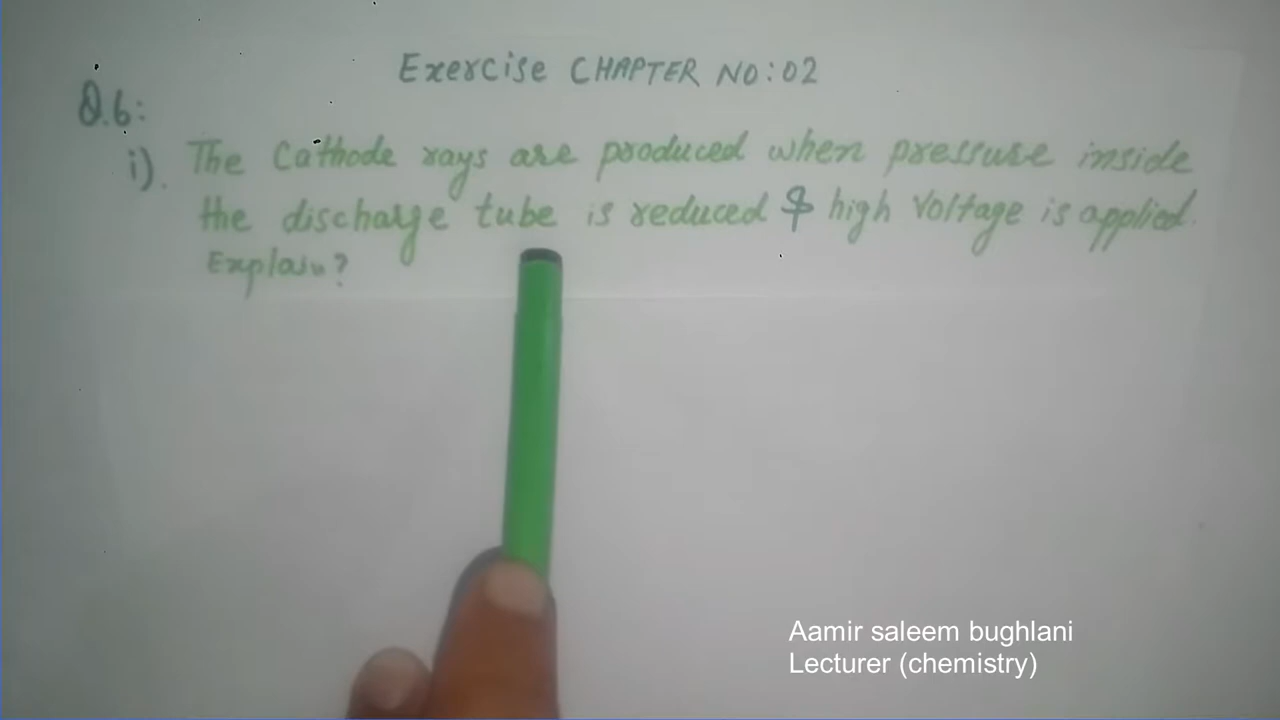 Exercise CHAPTER NO:02
Q.6:
i). The Cathode rays are produced when pressure inside
the discharge tube is reduced & high Voltage is applied.
Explain?
Aamir saleem bughlani
Lecturer (chemistry)